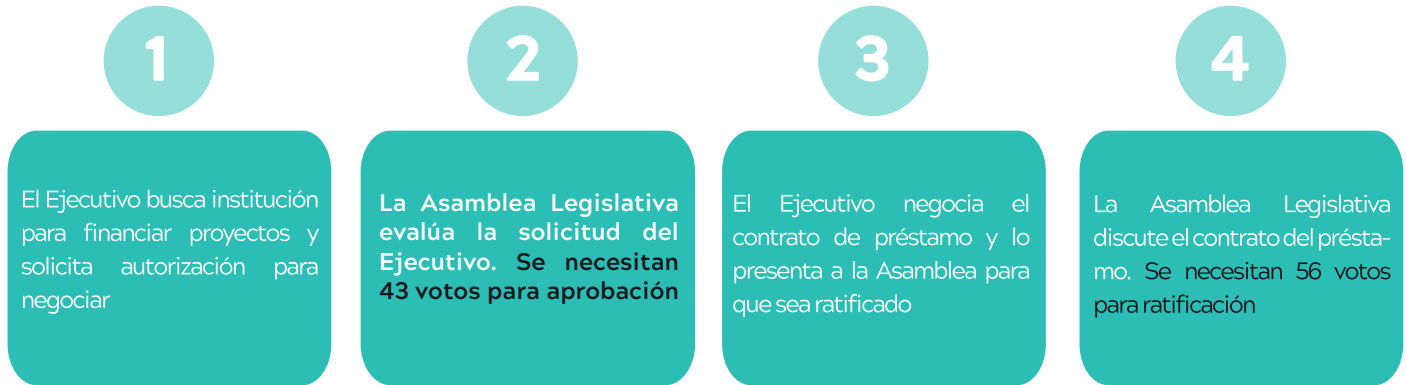 1
El Ejecutivo busca institución
para financiar proyectos y
solicita autorización para
negociar
2
La Asamblea Legislativa
evalúa la solicitud del
Ejecutivo. Se necesitan
43 votos para aprobación
3
El Ejecutivo negocia el
contrato de préstamo y lo
presenta a la Asamblea para
que sea ratificado
4
La Asamblea Legislativa
discute el contrato del présta-
mo. Se necesitan 56 votos
para ratificación